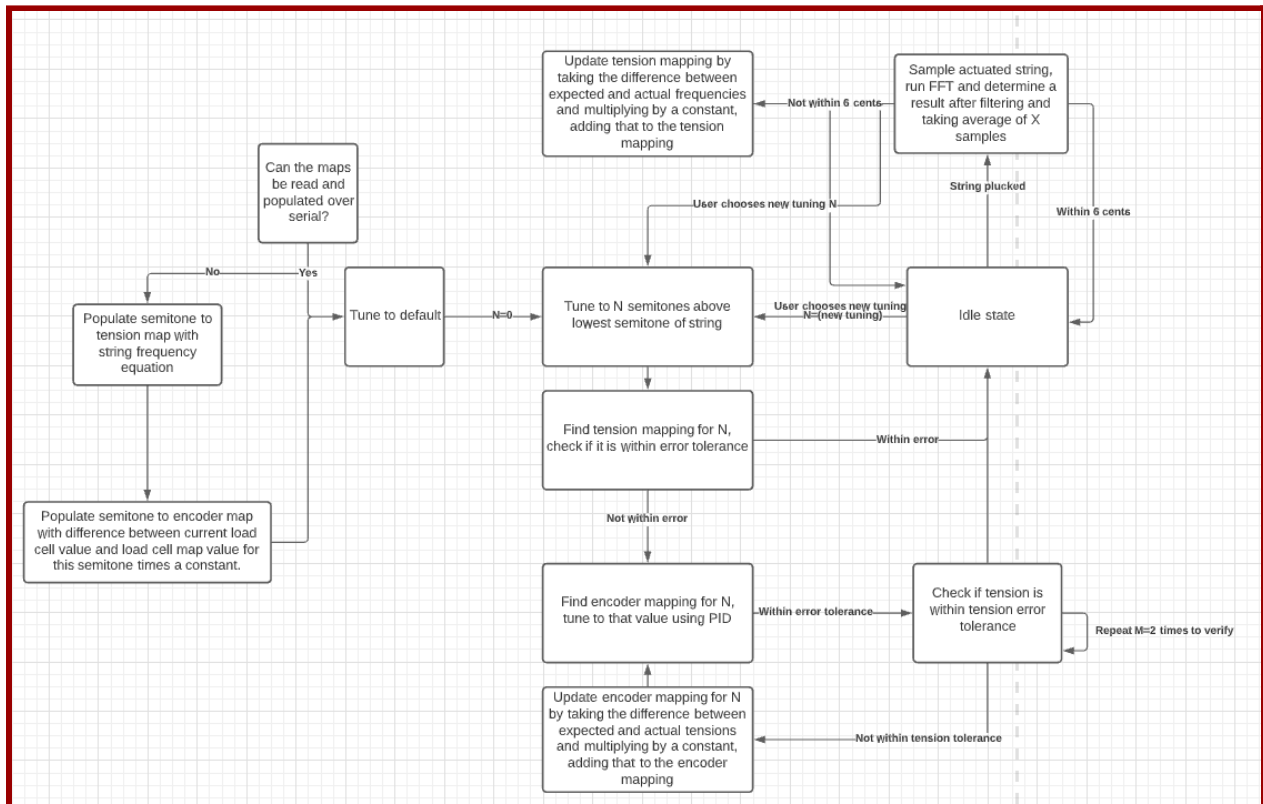 Update tension mapping by
taking the difference between
expected and actual frequencies
and multiplying by a constant,
adding that to the tension
mapping
Not within 6 cents
Sample actuated string,
run FFT and determine a
result after filtering and
taking average of X
samples
Can the maps
be read and
populated over
serial?
String plucked
User chooses new tuning N
Within 6 cents
No
Yes
Populate semitone to
tension map with
string frequency
equation
Tune to default
N=0
Tune to N semitones above
lowest semitone of string
User chooses new tuning
N=(new tuning)
Idle state
Find tension mapping for N,
check if it is within error tolerance
Within error
Not within error
Populate semitone to encoder map
with difference between current load
cell value and load cell map value for
this semitone times a constant.
Find encoder mapping for N,
tune to that value using PID
Within error tolerance
Check if tension is
within tension error
tolerance
Repeat M=2 times to verify
Update encoder mapping for N
by taking the difference between
expected and actual tensions
and multiplying by a constant,
adding that to the encoder
mapping
Not within tension tolerance